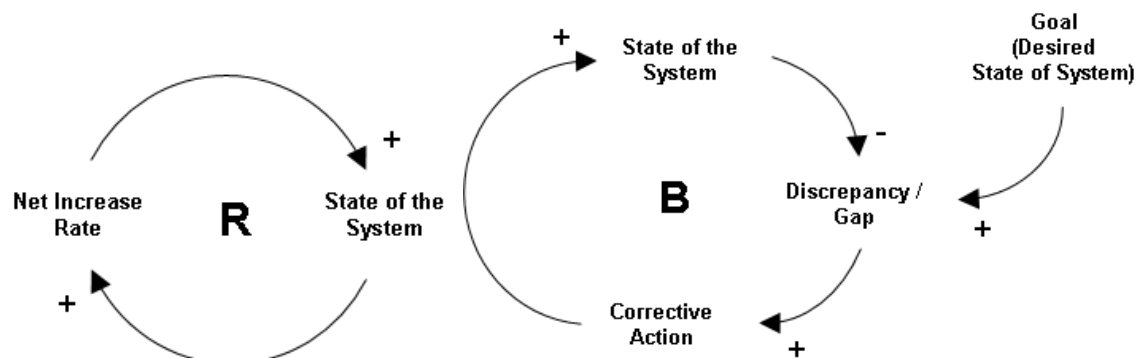 +
Net Increase
Rate
R
State of the
System
+
+
State of the
System
-
B
Discrepancy /
Gap
+
Corrective
Action
+
Goal
(Desired
State of System)